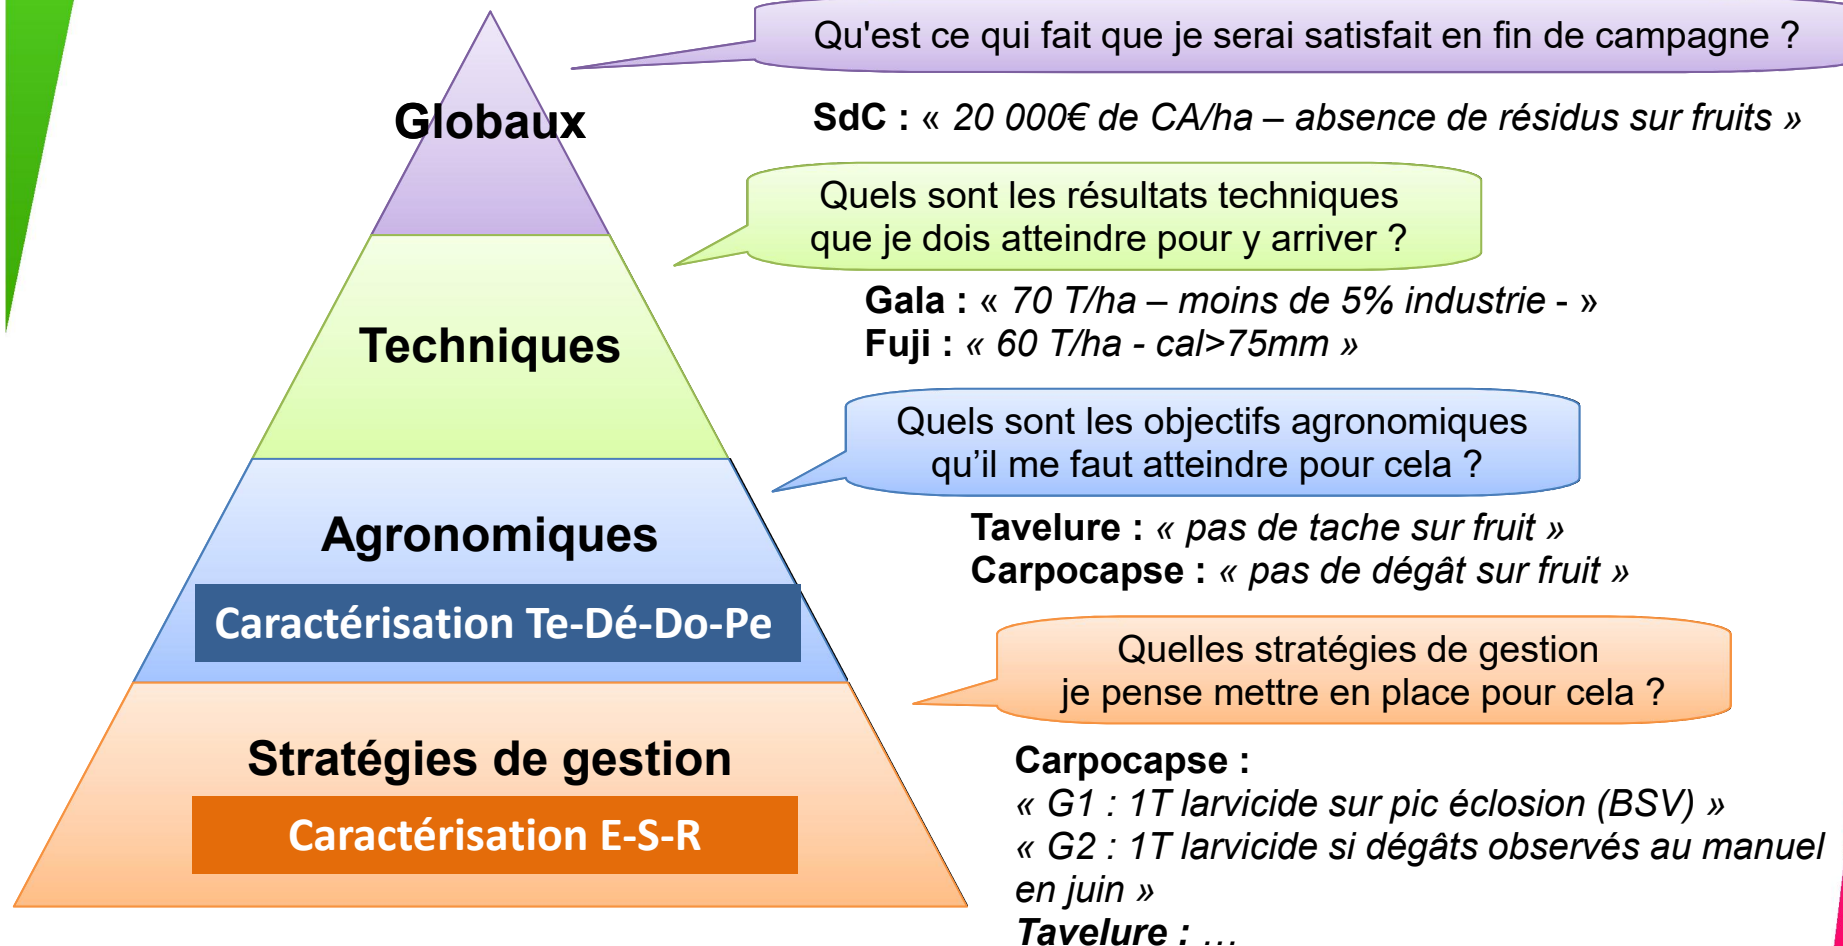 Qu'est ce qui fait que je serai satisfait en fin de campagne ?
Globaux
SdC : « 20 000€ de CA/ha – absence de résidus sur fruits »
Quels sont les résultats techniques
que je dois atteindre pour y arriver ?
Techniques
Gala : « 70 T/ha – moins de 5% industrie - »
Fuji : « 60 T/ha - cal>75mm »
Quels sont les objectifs agronomiques
qu’il me faut atteindre pour cela ?
Agronomiques
Tavelure : « pas de tache sur fruit »
Carpocapse : « pas de dégât sur fruit »
Caractérisation Te-Dé-Do-Pe
Quelles stratégies de gestion
je pense mettre en place pour cela ?
Stratégies de gestion
Caractérisation E-S-R
Carpocapse :
« G1 : 1T larvicide sur pic éclosion (BSV) »
« G2 : 1T larvicide si dégâts observés au manuel
en juin »
Tavelure : …